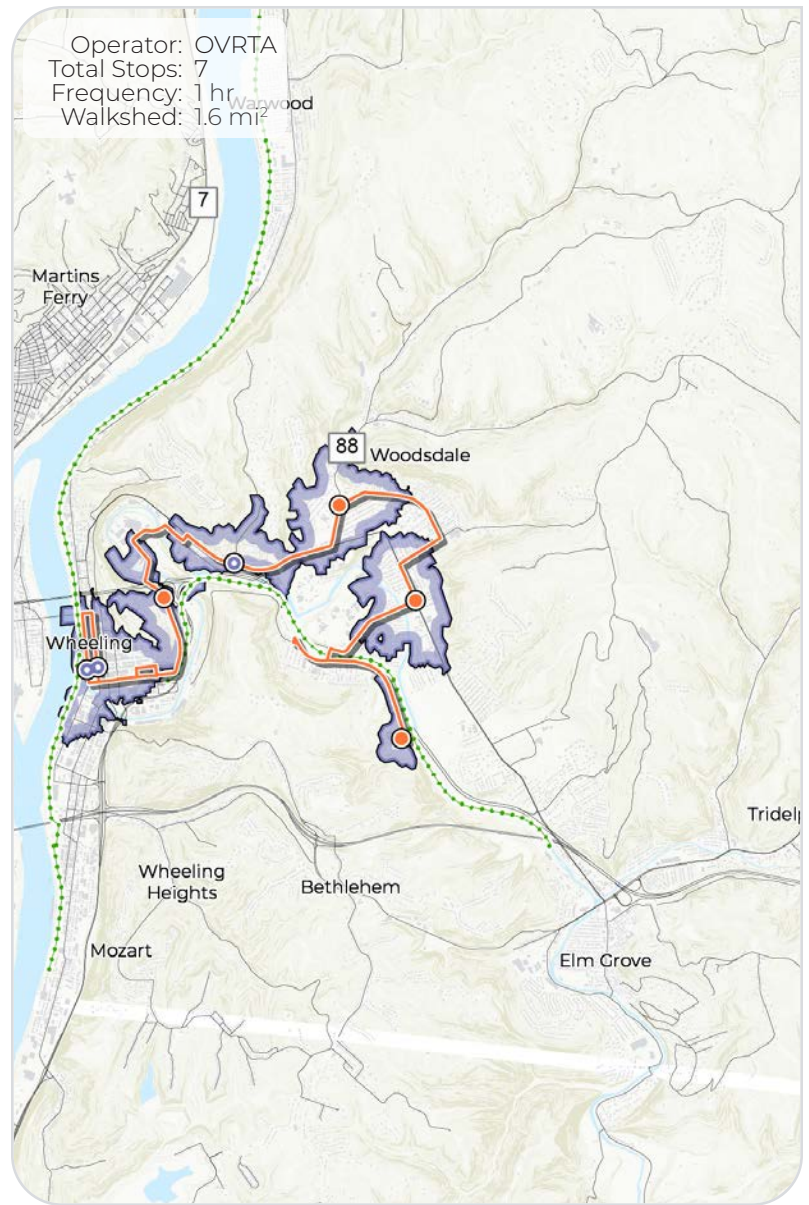 Operator: OVRTA
Total Stops: 7
Frequency: 1 hr
Walkshed: 1.6 mi²
Warwood
7
Martins
Ferry
88
Woodsdale
Wheeling
Wheeling
Heights
Bethlehem
Tridelp
Mozart
Elm Grove